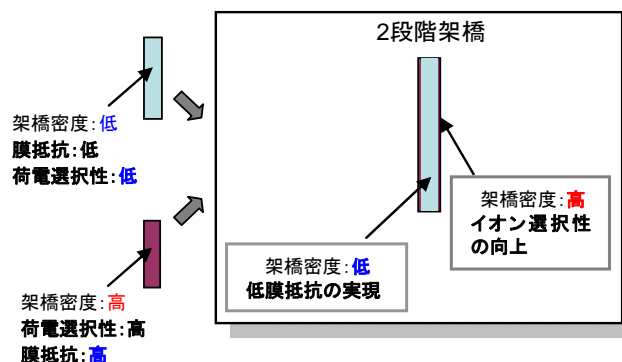 2段階架橋
架橋密度:低
膜抵抗:低
荷電選択性:低
架橋密度:高
イオン選択性
の向上
架橋密度:低
低膜抵抗の実現
架橋密度:高
荷電選択性:高
膜抵抗:高